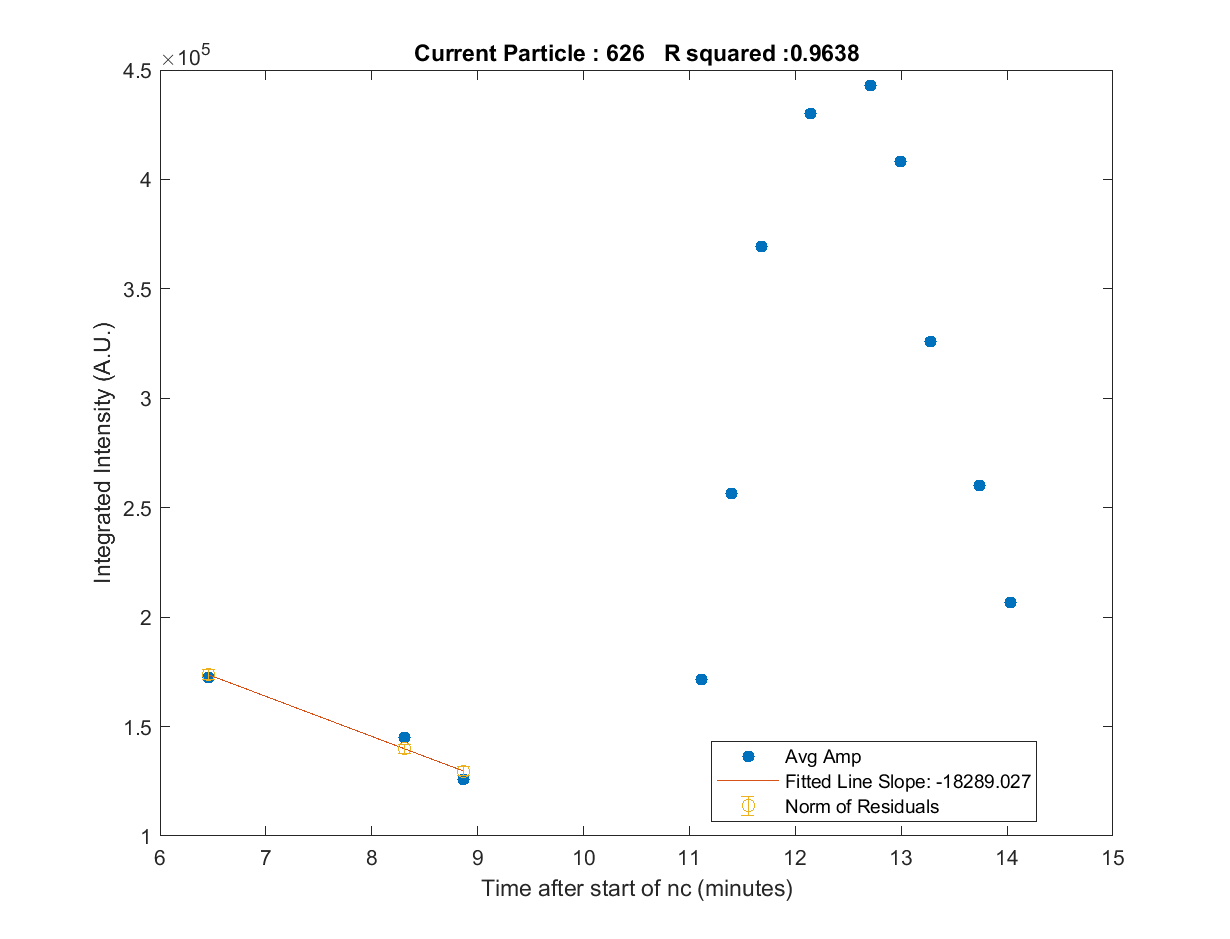 Current Particle : 626 R squared :0.9638
×10^5
4.5
4
3.5
3
2.5
2
1.5
1
Integrated Intensity (A.U.)
6 7 8 9 10 11 12 13 14 15
Time after start of nc (minutes)
Avg Amp
Fitted Line Slope: -18289.027
Norm of Residuals